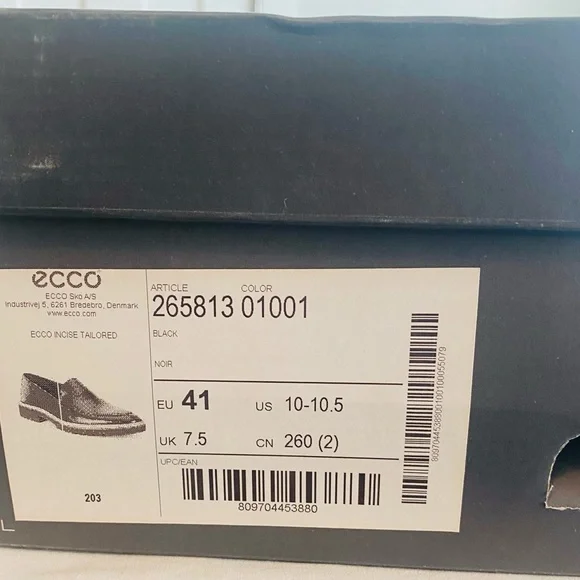 ecco
ECCO Sko A/S
Industrivej 5, 6261 Bredebro, Denmark
www.ecco.com
ECCO INCISE TAILORED
203
ARTICLE COLOR
265813 01001
BLACK
NOIR
EU 41 US 10-10.5
UK 7.5 CN 260 (2)
UPC/EAN
809704453880